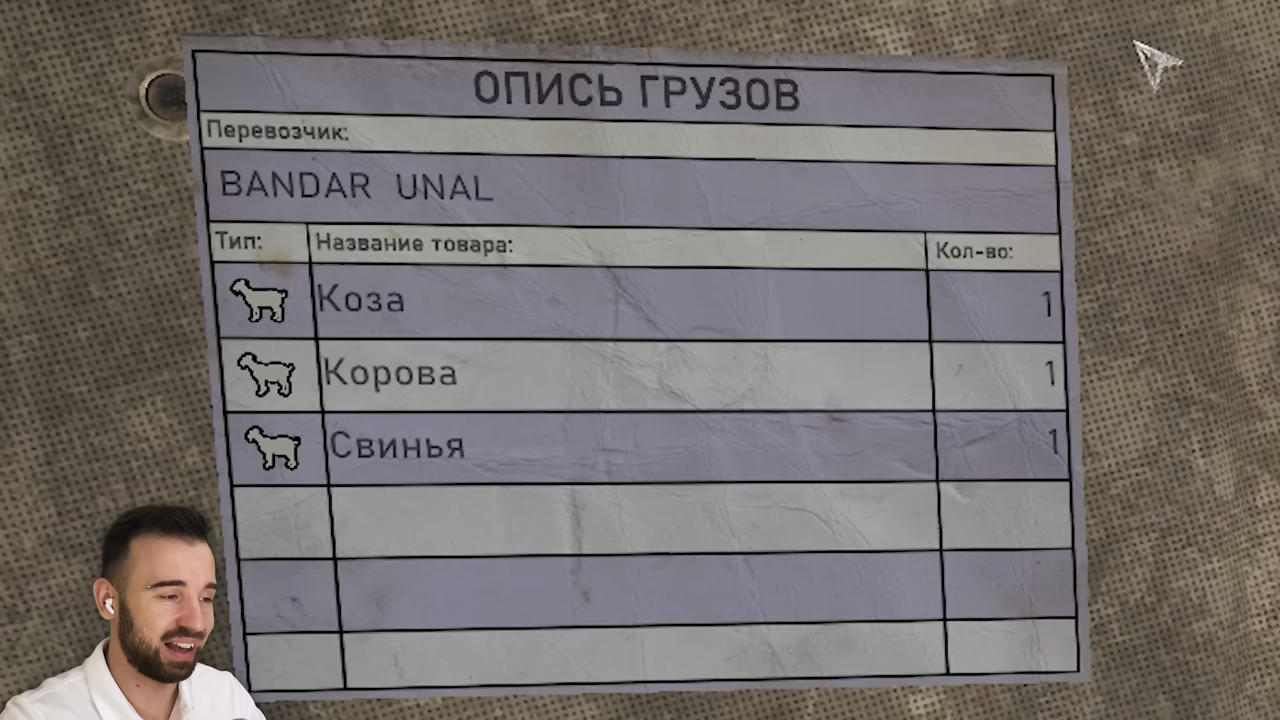 ОПИСЬ ГРУЗОВ
Перевозчик:
BANDAR UNAL
Тип: Название товара: Кол-во:
Коза 1
Корова 1
Свинья 1